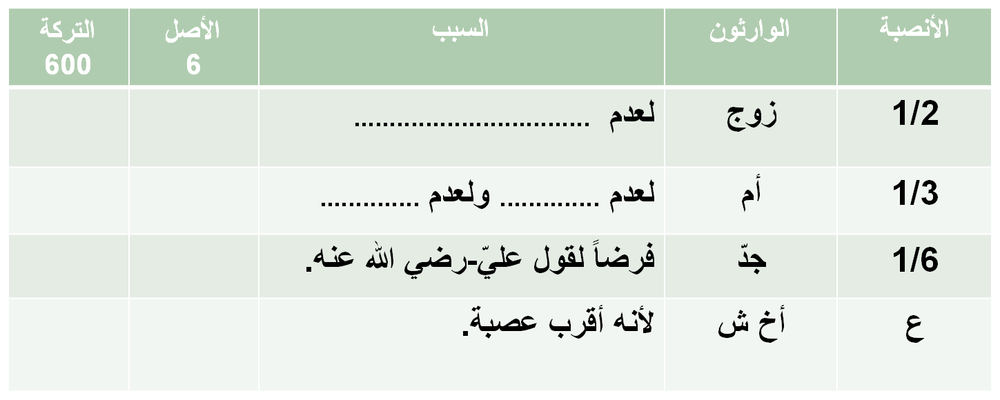 الأنصبة
الوارثون
السبب
الأصل
6
التركة
600
1/2
زوج
لعدم .................................
1/3
أم
لعدم .............. ولعدم ..............
1/6
جدّ
فرضاً لقول عليّ-رضي الله عنه.
ع
أخ ش
لأنه أقرب عصبة.